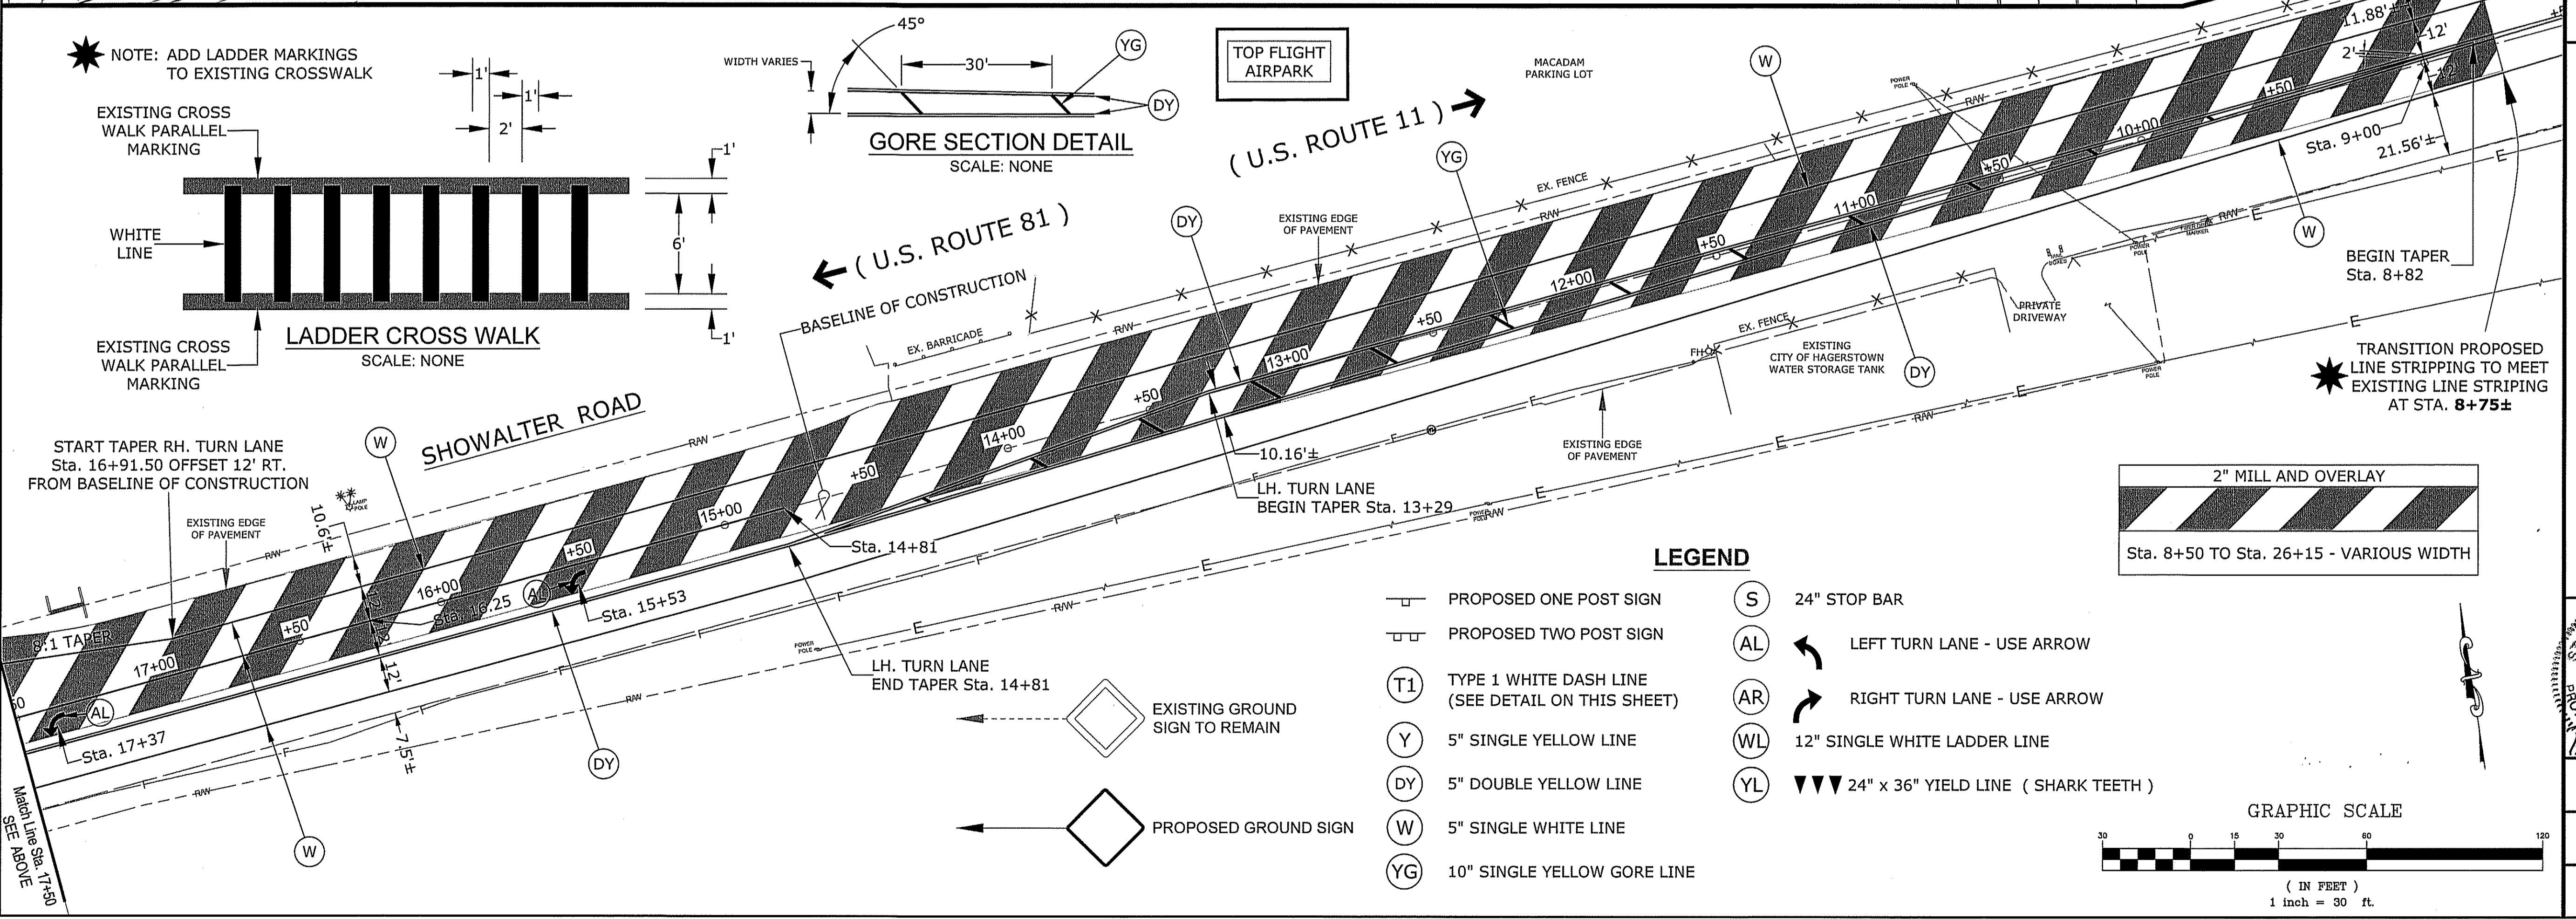 NOTE: ADD LADDER MARKINGS
TO EXISTING CROSSWALK
EXISTING CROSS
WALK PARALLEL
MARKING
1'
1'
2'
1'
6'
1'
WHITE
LINE
EXISTING CROSS
WALK PARALLEL
MARKING
LADDER CROSS WALK
SCALE: NONE
45°
WIDTH VARIES
30'
YG
DY
GORE SECTION DETAIL
SCALE: NONE
TOP FLIGHT
AIRPARK
( U.S. ROUTE 11 )
( U.S. ROUTE 81 )
MACADAM
PARKING LOT
W
YG
DY
EXISTING EDGE
OF PAVEMENT
EX. FENCE
R/W
POWER
POLE
R/W
11.88'±
12'
2'
12'
Sta. 9+00
21.56'±
+50
10+00
+50
11+00
+50
12+00
+50
13+00
+50
14+00
+50
15+00
+50
16+00
+50
17+00
BASELINE OF CONSTRUCTION
EX. BARRICADE
R/W
R/W
SHOWALTER ROAD
START TAPER RH. TURN LANE
Sta. 16+91.50 OFFSET 12' RT.
FROM BASELINE OF CONSTRUCTION
W
EXISTING EDGE
OF PAVEMENT
R/W
10.6'±
LAMP
POLE
12'
12'
12'
7.5'±
Sta. 16.25
8:1 TAPER
AL
Sta. 17+37
AL
Sta. 15+53
Sta. 14+81
LH. TURN LANE
END TAPER Sta. 14+81
DY
W
Match Line Sta. 17+50
SEE ABOVE
R/W
R/W
R/W
POWER
POLE
10.16'±
LH. TURN LANE
BEGIN TAPER Sta. 13+29
POWER
POLE
R/W
EXISTING EDGE
OF PAVEMENT
FH
EX. FENCE
EXISTING
CITY OF HAGERSTOWN
WATER STORAGE TANK
DY
PRIVATE
DRIVEWAY
POWER
POLE
R/W
POWER
POLE
R/W
W
BEGIN TAPER
Sta. 8+82
TRANSITION PROPOSED
LINE STRIPPING TO MEET
EXISTING LINE STRIPING
AT STA. 8+75±
2" MILL AND OVERLAY
Sta. 8+50 TO Sta. 26+15 - VARIOUS WIDTH
EXISTING GROUND
SIGN TO REMAIN
PROPOSED GROUND SIGN
LEGEND
PROPOSED ONE POST SIGN
PROPOSED TWO POST SIGN
T1 TYPE 1 WHITE DASH LINE
(SEE DETAIL ON THIS SHEET)
Y 5" SINGLE YELLOW LINE
DY 5" DOUBLE YELLOW LINE
W 5" SINGLE WHITE LINE
YG 10" SINGLE YELLOW GORE LINE
S 24" STOP BAR
AL LEFT TURN LANE - USE ARROW
AR RIGHT TURN LANE - USE ARROW
WL 12" SINGLE WHITE LADDER LINE
YL 24" x 36" YIELD LINE ( SHARK TEETH )
GRAPHIC SCALE
30 0 15 30 60 120
( IN FEET )
1 inch = 30 ft.